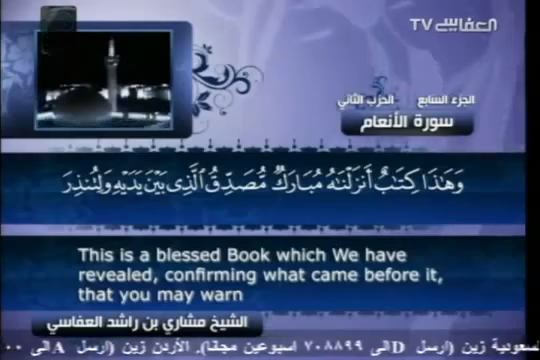 العفاسي TV
الجزء السابع الحزب الثاني
سورة الأنعام
وَهَٰذَا كِتَٰبٌ أَنزَلْنَٰهُ مُبَارَكٌ مُّصَدِّقُ ٱلَّذِى بَيْنَ يَدَيْهِ وَلِتُنذِرَ
This is a blessed Book which We have
revealed, confirming what came before it,
that you may warn
الشيخ مشاري بن راشد العفاسي
لسعودية زين (ارسل D الى ٧٠٨٨٩٩ اسبوعين مجانا). الأردن زين (ارسل A الى ٩٥